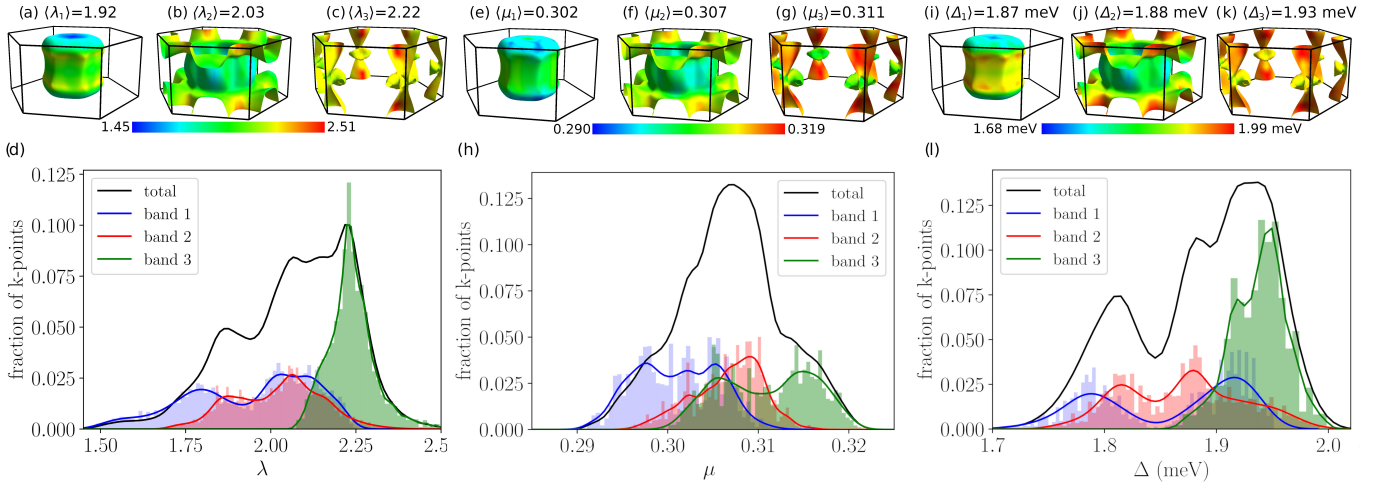 (a) ⟨λ₁⟩=1.92
(b) ⟨λ₂⟩=2.03
(c) ⟨λ₃⟩=2.22
(e) ⟨μ₁⟩=0.302
(f) ⟨μ₂⟩=0.307
(g) ⟨μ₃⟩=0.311
(i) ⟨Δ₁⟩=1.87 meV
(j) ⟨Δ₂⟩=1.88 meV
(k) ⟨Δ₃⟩=1.93 meV
1.45 2.51
0.290 0.319
1.68 meV 1.99 meV
(d)
fraction of k-points
0.125
0.100
0.075
0.050
0.025
0.000
total
band 1
band 2
band 3
1.50 1.75 2.00 2.25 2.5
λ
(h)
fraction of k-points
0.150
0.125
0.100
0.075
0.050
0.025
0.000
total
band 1
band 2
band 3
0.29 0.30 0.31 0.32
μ
(l)
fraction of k-points
0.125
0.100
0.075
0.050
0.025
0.000
total
band 1
band 2
band 3
1.7 1.8 1.9 2.0
Δ (meV)